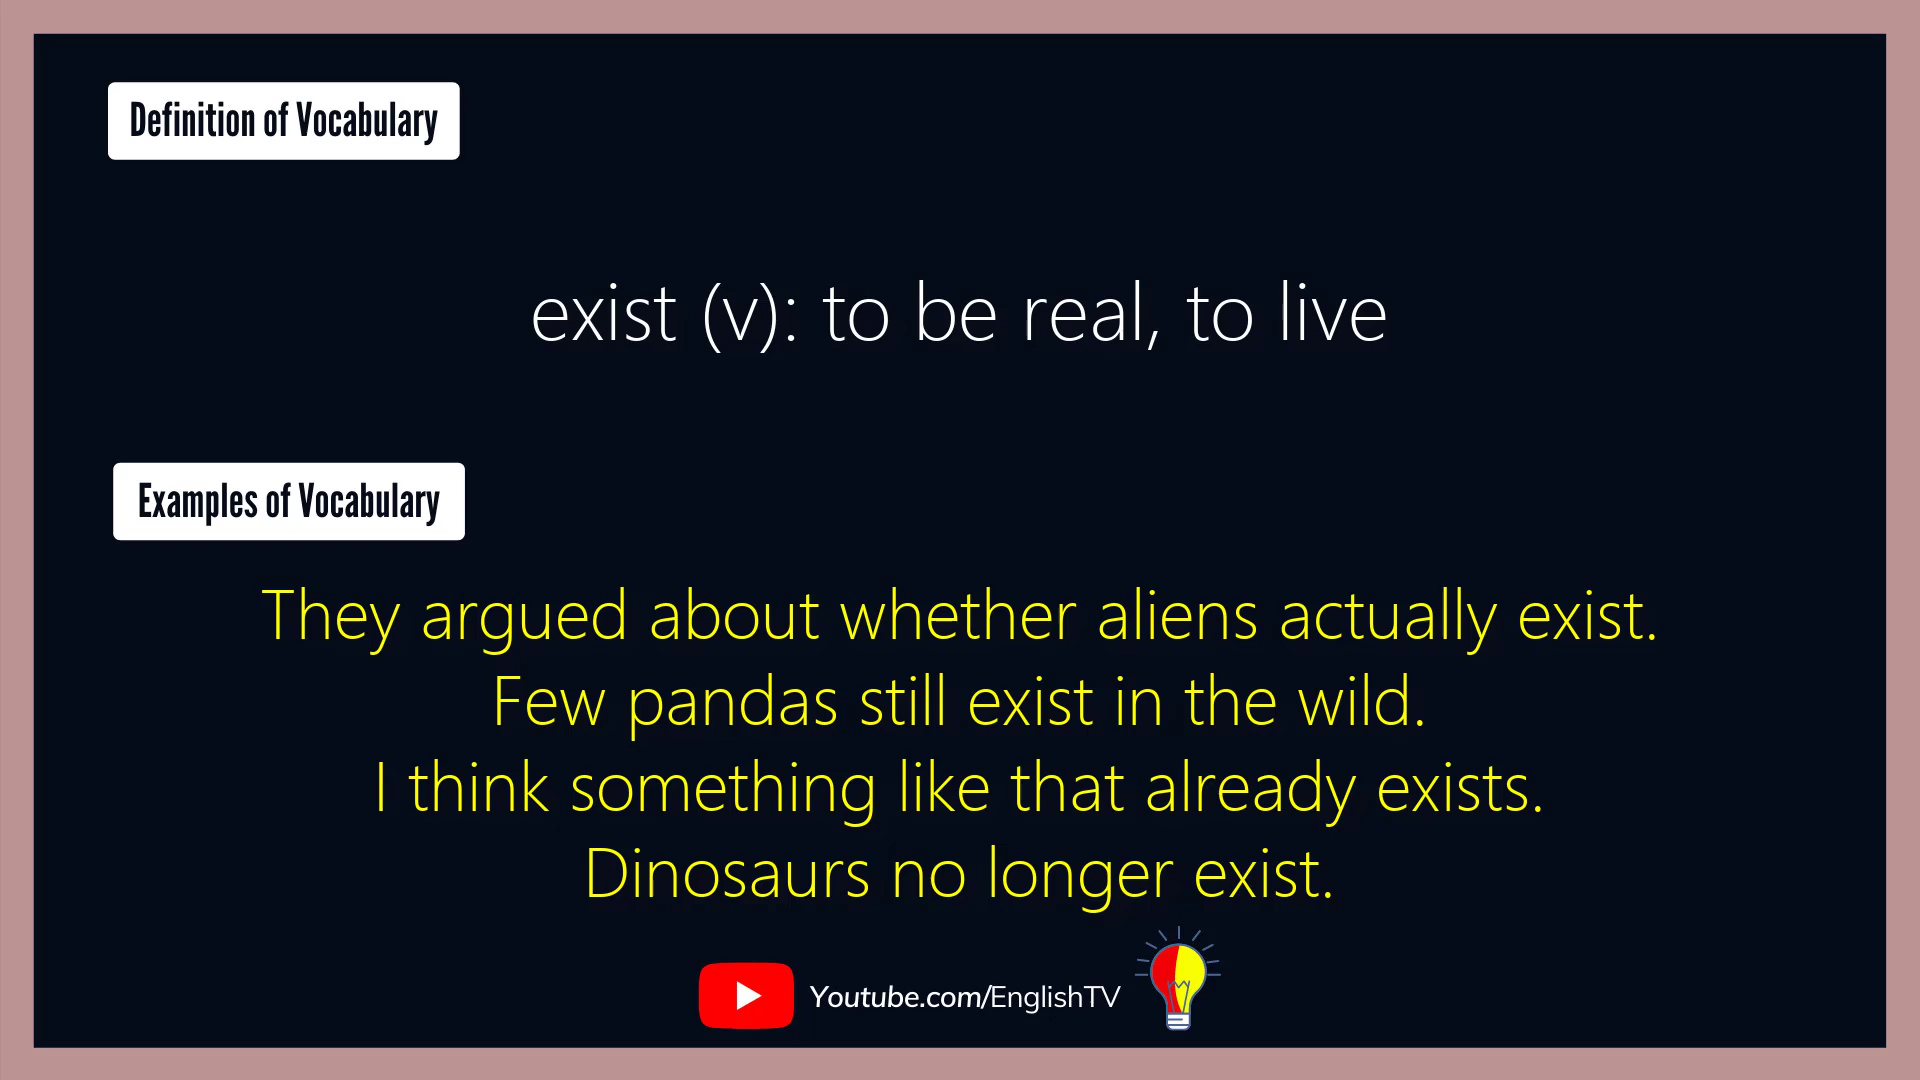 Definition of Vocabulary
exist (v): to be real, to live
Examples of Vocabulary
They argued about whether aliens actually exist.
Few pandas still exist in the wild.
I think something like that already exists.
Dinosaurs no longer exist.
Youtube.com/EnglishTV